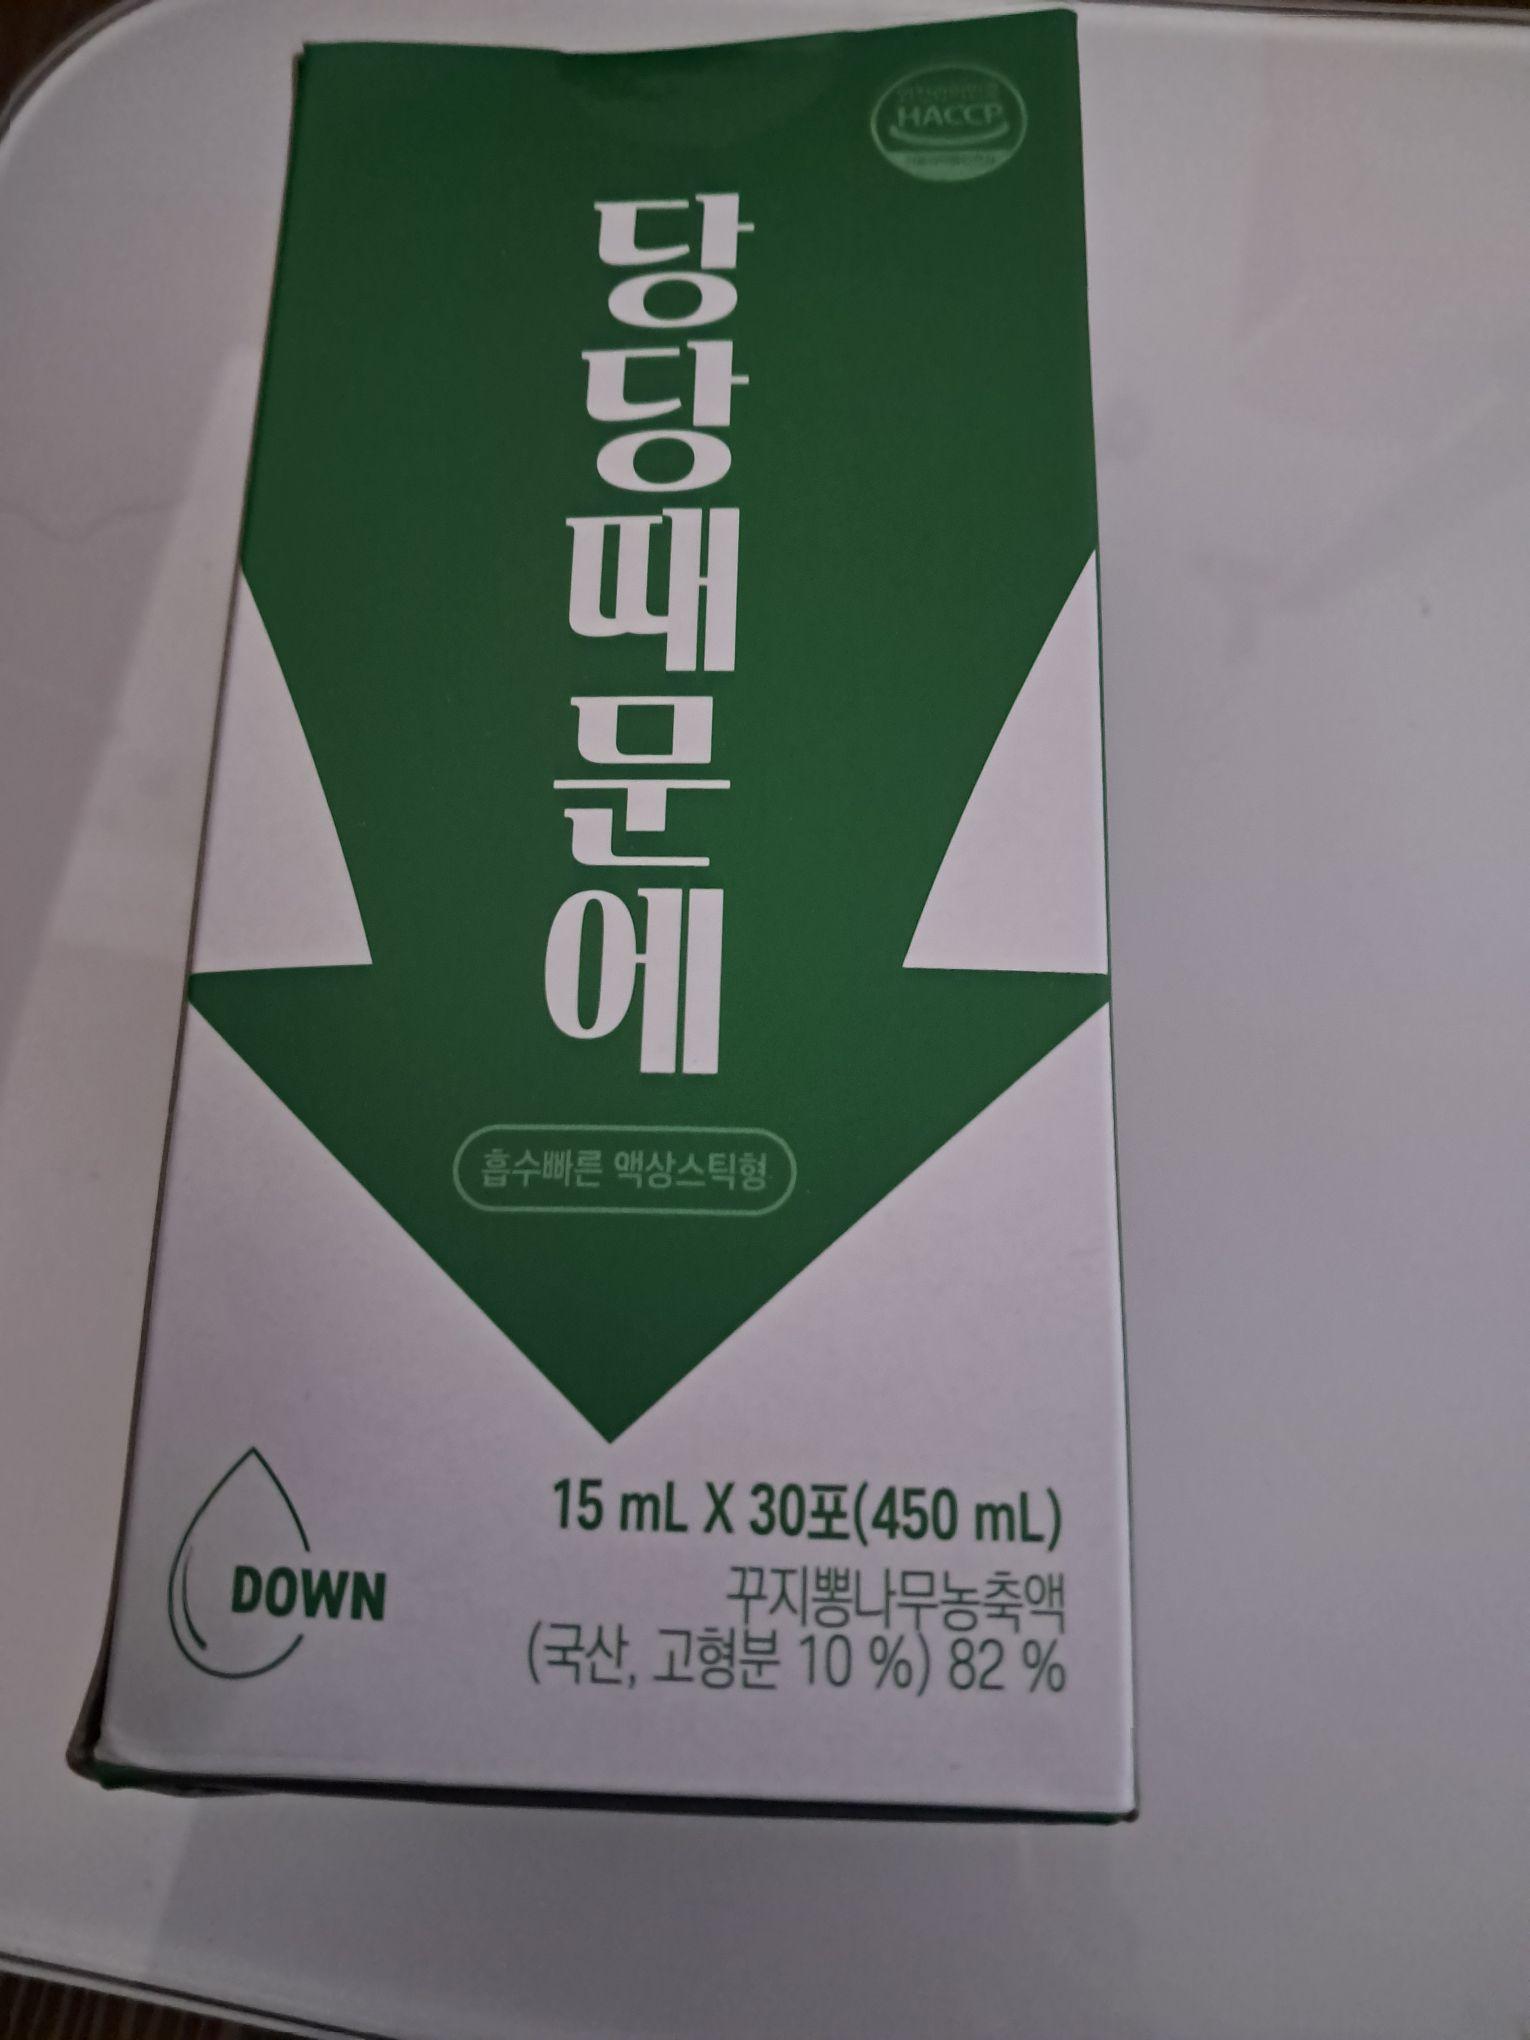 HACCP
당당때문에
흡수빠른 액상스틱형
15 mL X 30포(450 mL)
꾸지뽕나무농축액
(국산, 고형분 10 %) 82 %
DOWN